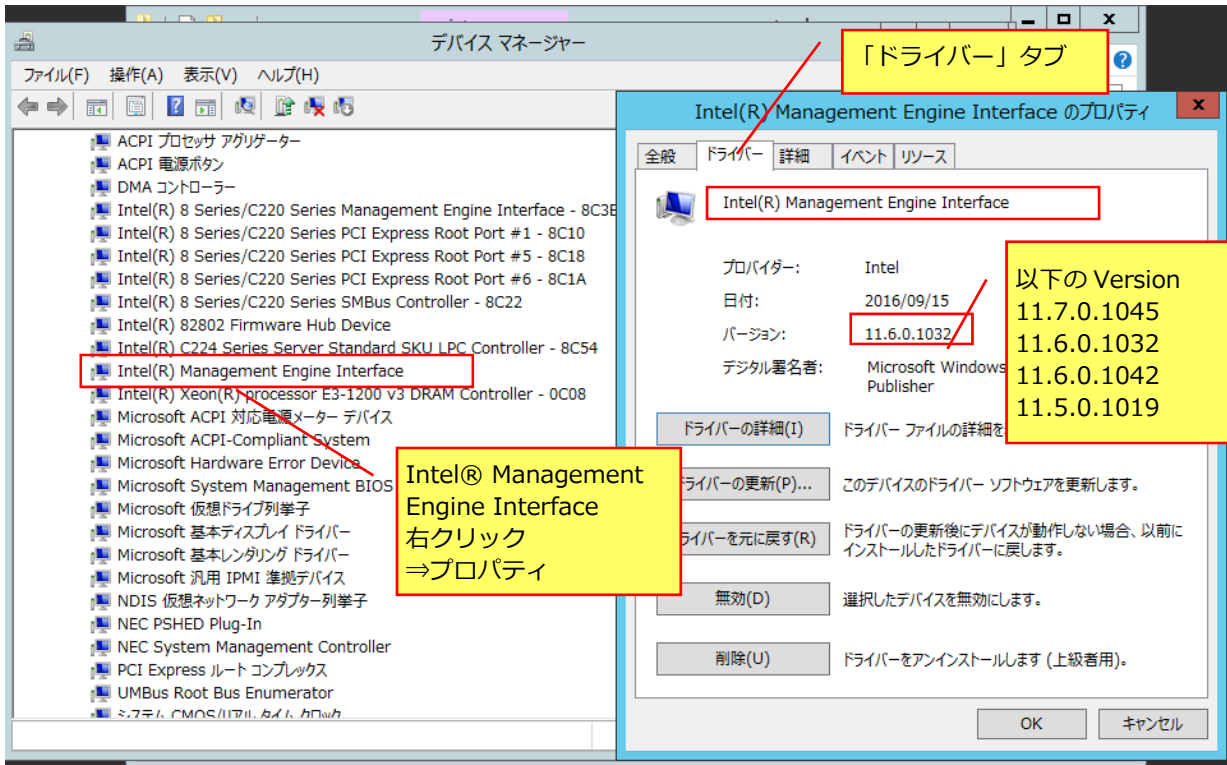 デバイス マネージャー
ファイル(F) 操作(A) 表示(V) ヘルプ(H)
ACPI プロセッサ アグリゲーター
ACPI 電源ボタン
DMA コントローラー
Intel(R) 8 Series/C220 Series Management Engine Interface - 8C3E
Intel(R) 8 Series/C220 Series PCI Express Root Port #1 - 8C10
Intel(R) 8 Series/C220 Series PCI Express Root Port #5 - 8C18
Intel(R) 8 Series/C220 Series PCI Express Root Port #6 - 8C1A
Intel(R) 8 Series/C220 Series SMBus Controller - 8C22
Intel(R) 82802 Firmware Hub Device
Intel(R) C224 Series Server Standard SKU LPC Controller - 8C54
Intel(R) Management Engine Interface
Intel(R) Xeon(R) processor E3-1200 v3 DRAM Controller - 0C08
Microsoft ACPI 対応電源メーター デバイス
Microsoft ACPI-Compliant System
Microsoft Hardware Error Device
Microsoft System Management BIOS
Microsoft 仮想ドライブ列挙子
Microsoft 基本ディスプレイ ドライバー
Microsoft 基本レンダリング ドライバー
Microsoft 汎用 IPMI 準拠デバイス
NDIS 仮想ネットワーク アダプター列挙子
NEC PSHED Plug-In
NEC System Management Controller
PCI Express ルート コンプレックス
UMBus Root Bus Enumerator
システム CMOS/リアル タイム クロック
Intel® Management
Engine Interface
右クリック
⇒プロパティ
「ドライバー」タブ
Intel(R) Management Engine Interface のプロパティ
全般 ドライバー 詳細 イベント リソース
Intel(R) Management Engine Interface
プロバイダー: Intel
日付: 2016/09/15
バージョン: 11.6.0.1032
デジタル署名者: Microsoft Windows
Publisher
以下の Version
11.7.0.1045
11.6.0.1032
11.6.0.1042
11.5.0.1019
ドライバーの詳細(I) ドライバー ファイルの詳細を
ライバーの更新(P)... このデバイスのドライバー ソフトウェアを更新します。
ライバーを元に戻す(R) ドライバーの更新後にデバイスが動作しない場合、以前に
インストールしたドライバーに戻します。
無効(D) 選択したデバイスを無効にします。
削除(U) ドライバーをアンインストールします (上級者用)。
OK キャンセル